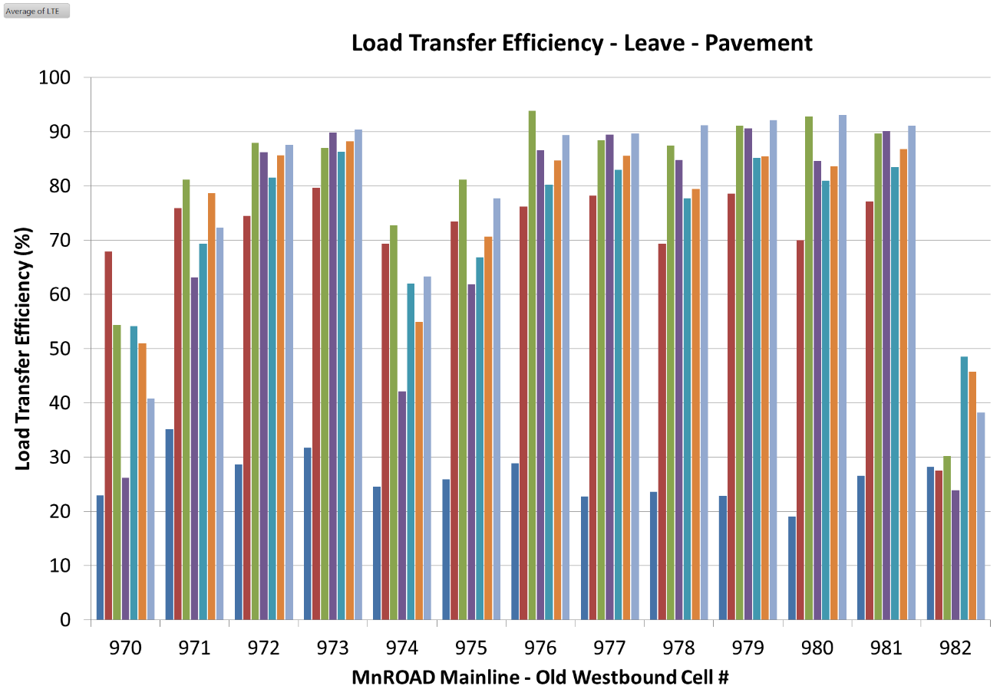 Average of LTE
Load Transfer Efficiency - Leave - Pavement
Load Transfer Efficiency (%)
100
90
80
70
60
50
40
30
20
10
0
970 971 972 973 974 975 976 977 978 979 980 981 982
MnROAD Mainline - Old Westbound Cell #